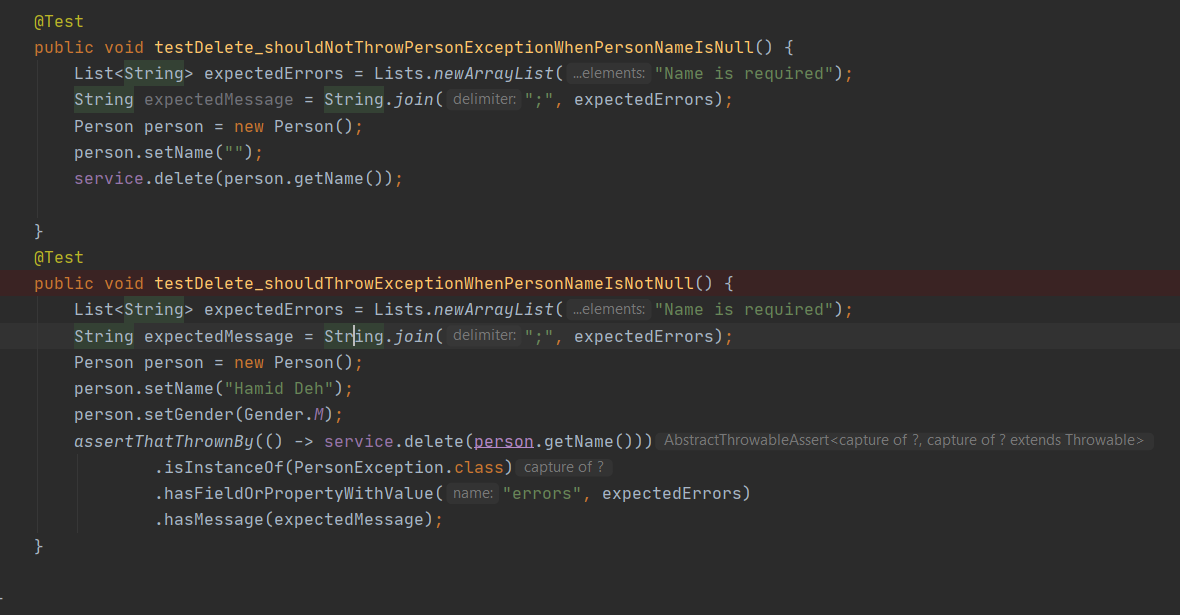 @Test
public void testDelete_shouldNotThrowPersonExceptionWhenPersonNameIsNull() {
List<String> expectedErrors = Lists.newArrayList( ...elements: "Name is required");
String expectedMessage = String.join( delimiter: ";", expectedErrors);
Person person = new Person();
person.setName("");
service.delete(person.getName());
}
@Test
public void testDelete_shouldThrowExceptionWhenPersonNameIsNotNull() {
List<String> expectedErrors = Lists.newArrayList( ...elements: "Name is required");
String expectedMessage = String.join( delimiter: ";", expectedErrors);
Person person = new Person();
person.setName("Hamid Deh");
person.setGender(Gender.M);
assertThatThrownBy(() -> service.delete(person.getName())) AbstractThrowableAssert<capture of ?, capture of ? extends Throwable>
.isInstanceOf(PersonException.class) capture of ?
.hasFieldOrPropertyWithValue( name: "errors", expectedErrors)
.hasMessage(expectedMessage);
}